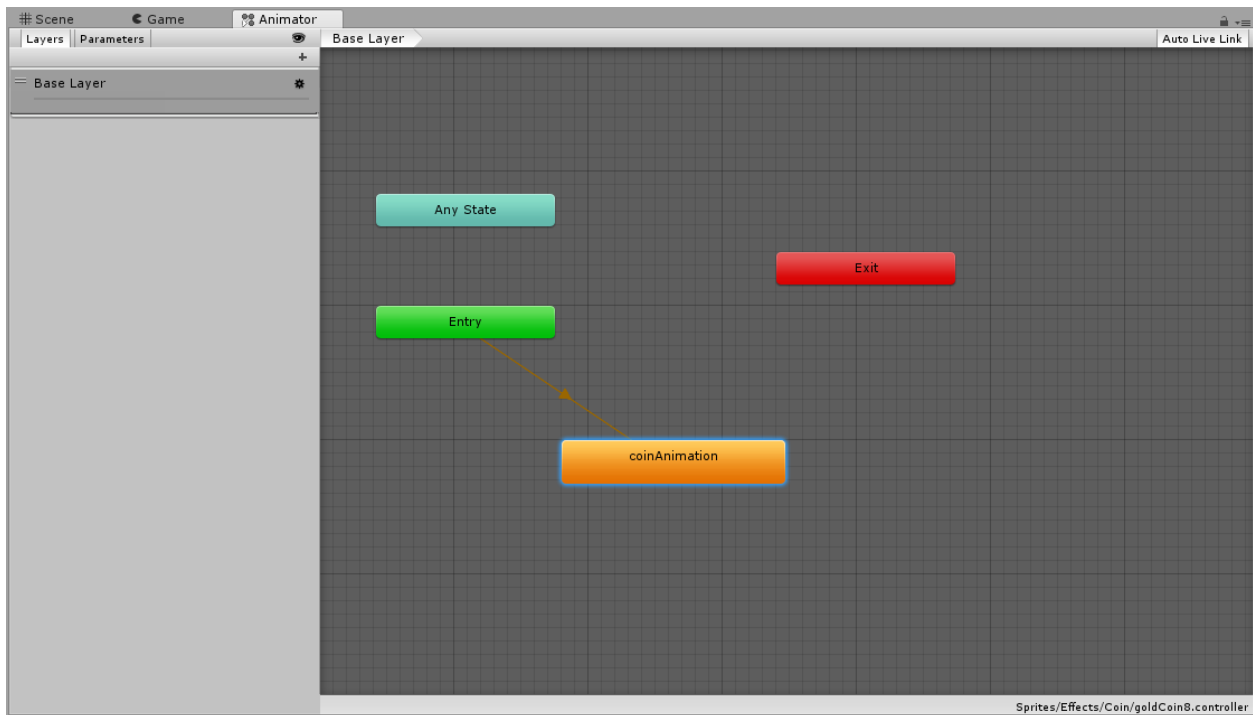 Scene Game Animator
Layers Parameters Base Layer Auto Live Link
Base Layer
Any State
Exit
Entry
coinAnimation
Sprites/Effects/Coin/goldCoin8.controller